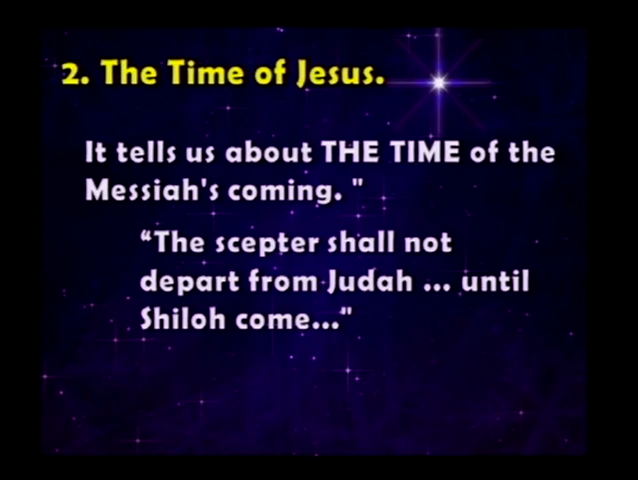 2. The Time of Jesus.
It tells us about THE TIME of the
Messiah's coming. "
“The scepter shall not
depart from Judah ... until
Shiloh come..."